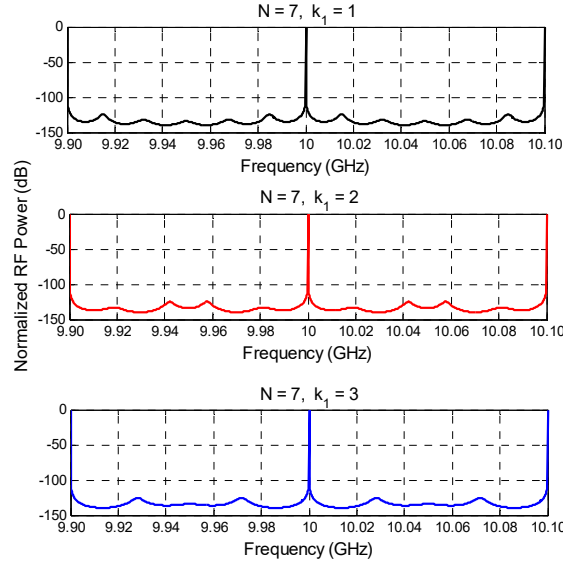 N = 7, k1 = 1
0
-50
-100
-150
9.90 9.92 9.94 9.96 9.98 10.00 10.02 10.04 10.06 10.08 10.10
Frequency (GHz)
Normalized RF Power (dB)
N = 7, k1 = 2
0
-50
-100
-150
9.90 9.92 9.94 9.96 9.98 10 10.02 10.04 10.06 10.08 10.10
Frequency (GHz)
N = 7, k1 = 3
0
-50
-100
-150
9.90 9.92 9.94 9.96 9.98 10 10.02 10.04 10.06 10.08 10.10
Frequency (GHz)